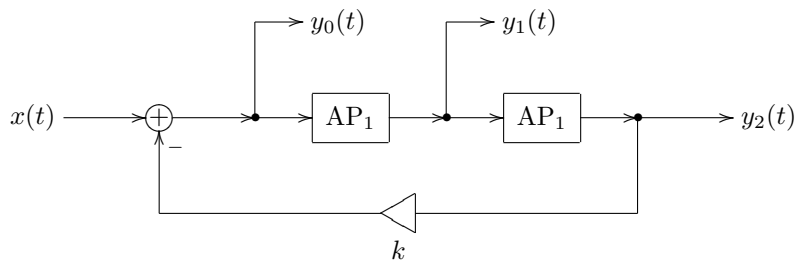 y₀(t) y₁(t)
x(t) + AP₁ AP₁ y₂(t)
−
k